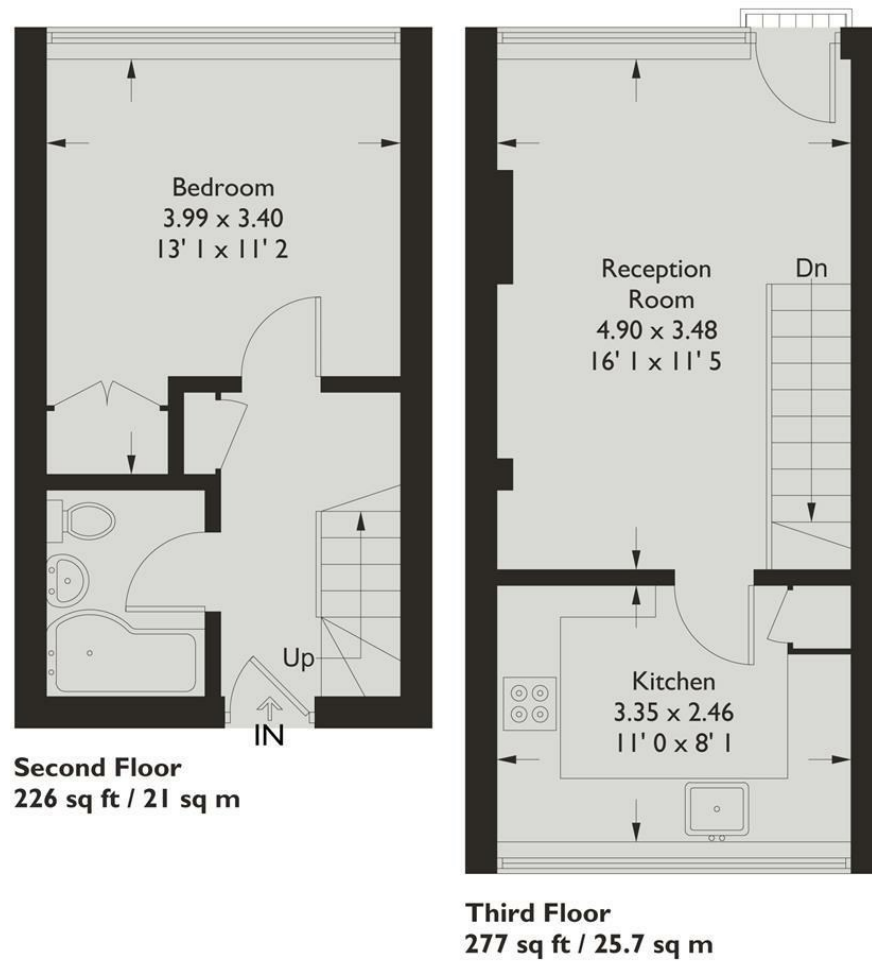 Bedroom
3.99 x 3.40
13' 1 x 11' 2
Up
IN
Second Floor
226 sq ft / 21 sq m
Reception
Room
4.90 x 3.48
16' 1 x 11' 5
Dn
Kitchen
3.35 x 2.46
11' 0 x 8' 1
Third Floor
277 sq ft / 25.7 sq m